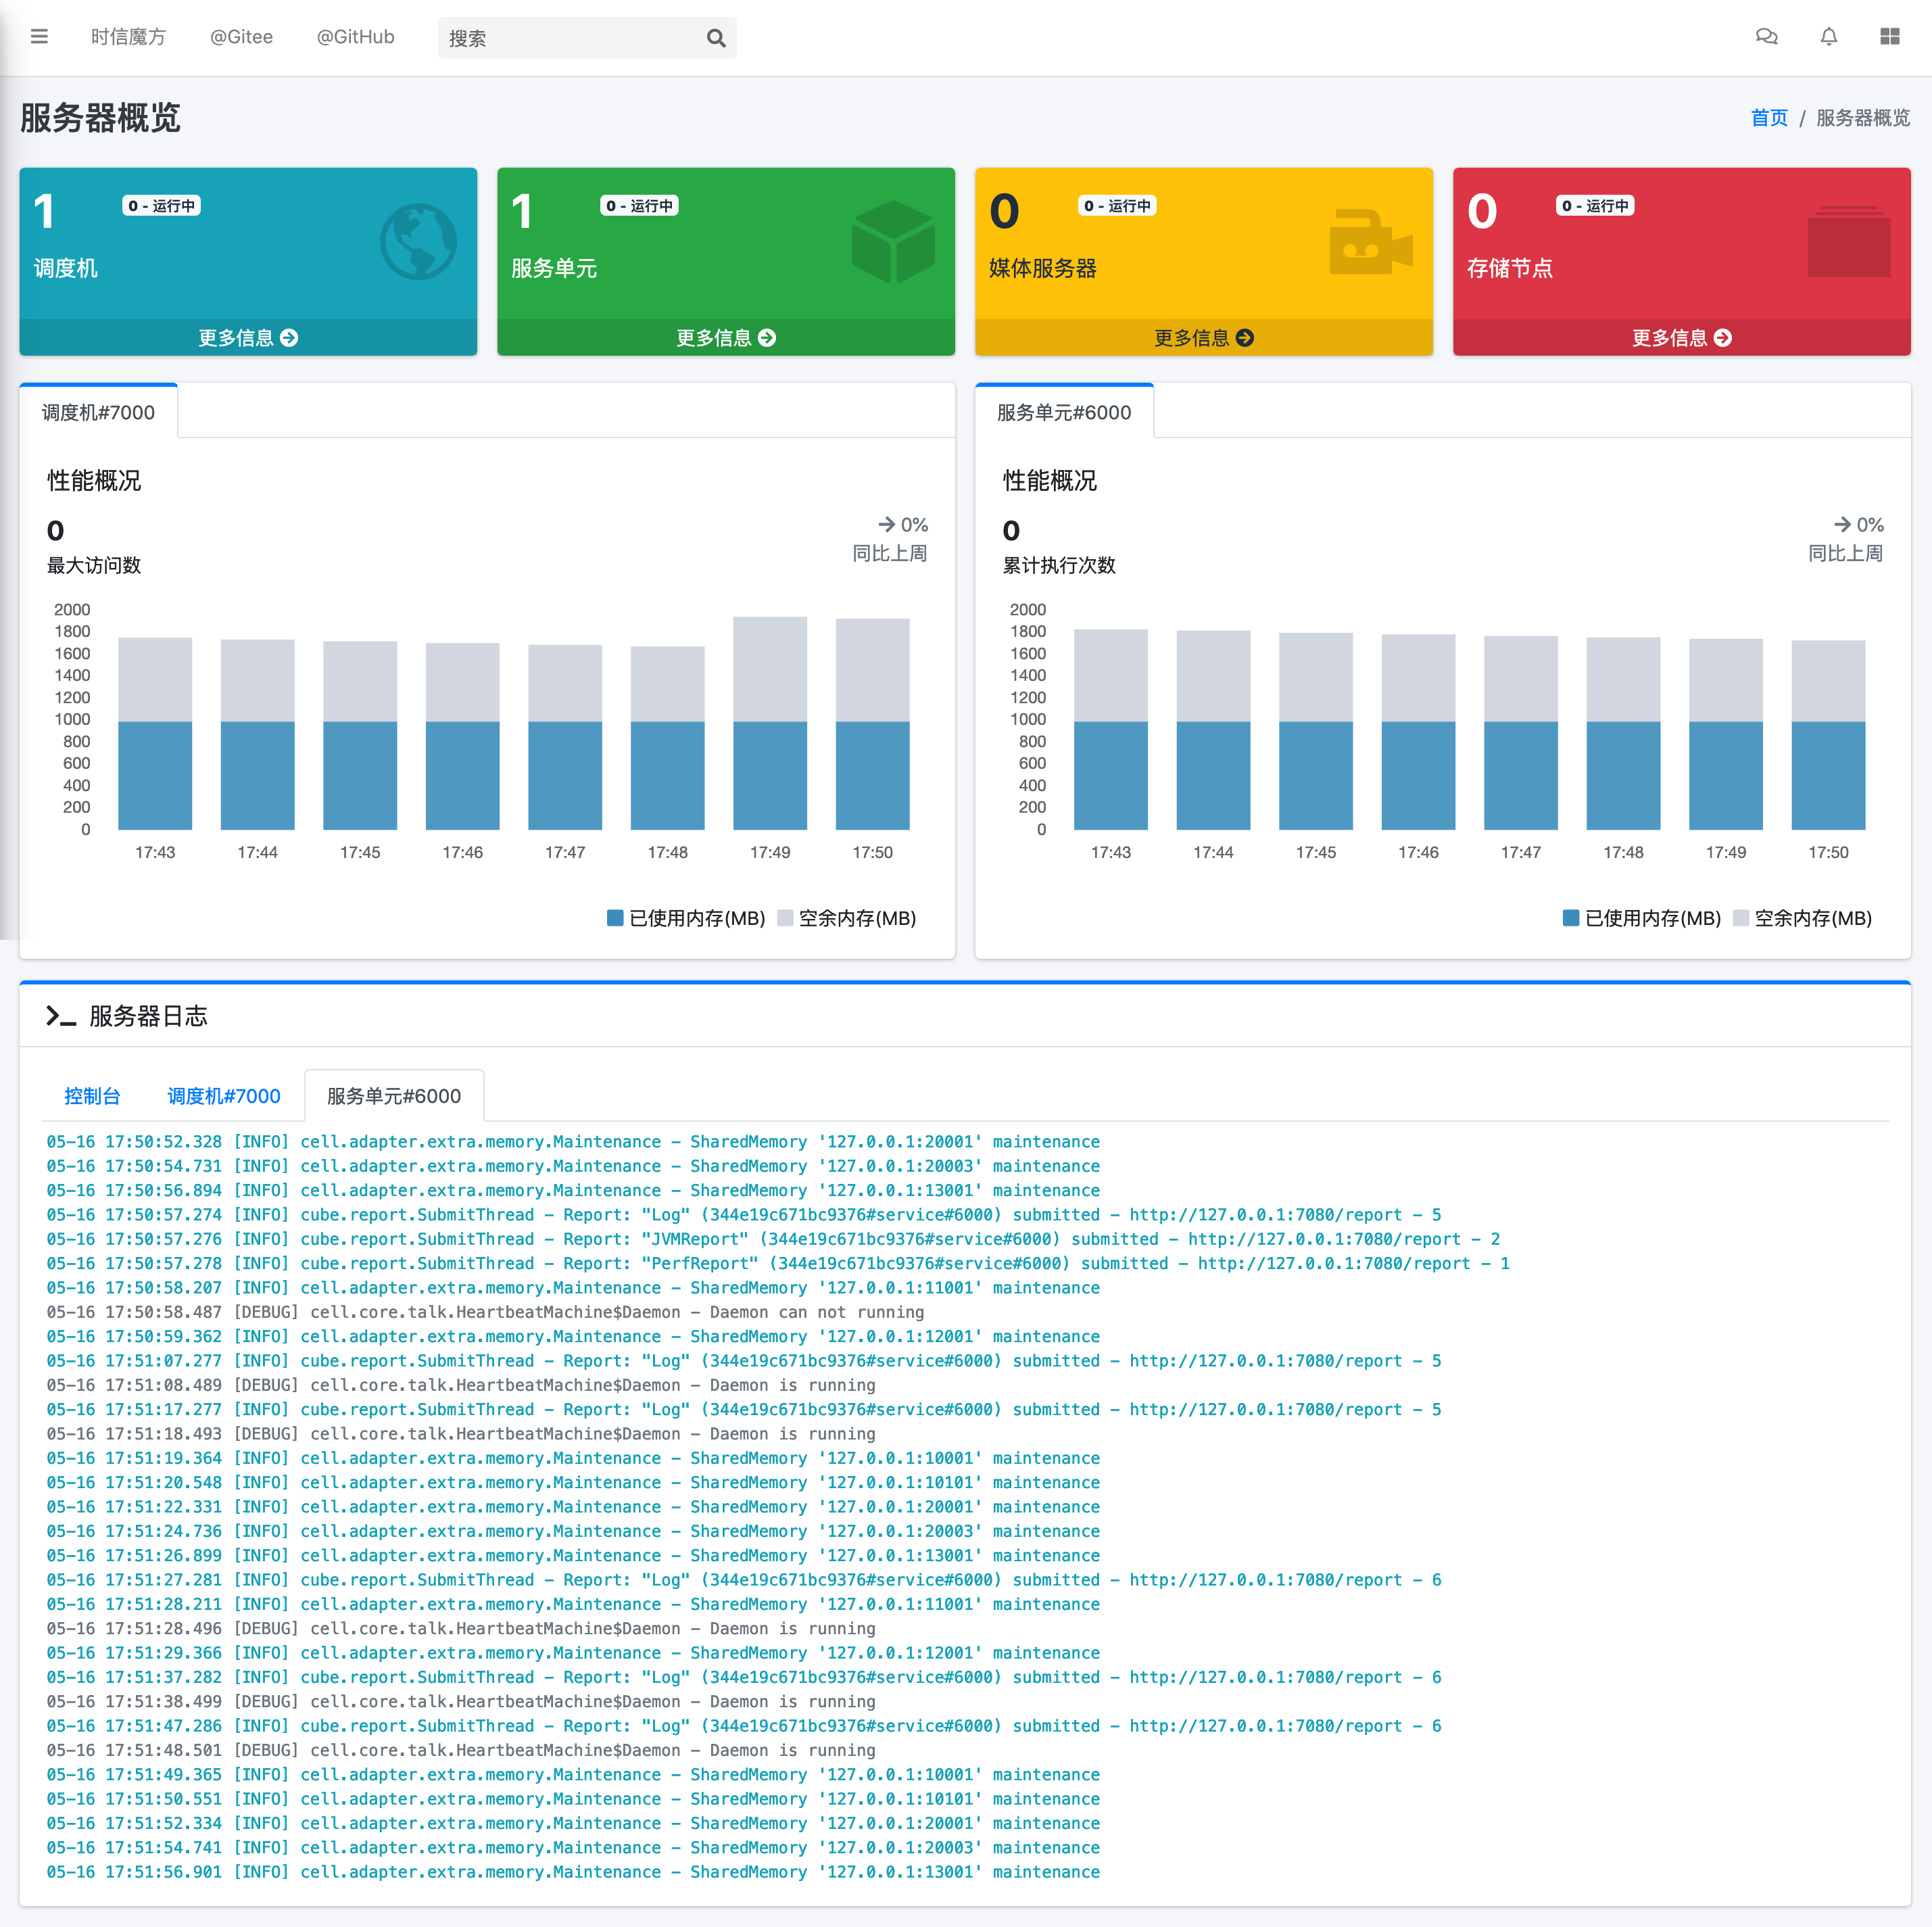 时信魔方 @Gitee @GitHub 搜索
服务器概览
首页 / 服务器概览
1 0 - 运行中
调度机
更多信息
1 0 - 运行中
服务单元
更多信息
0 0 - 运行中
媒体服务器
更多信息
0 0 - 运行中
存储节点
更多信息
调度机#7000
性能概况
0
最大访问数
0%
同比上周
2000
1800
1600
1400
1200
1000
800
600
400
200
0
17:43 17:44 17:45 17:46 17:47 17:48 17:49 17:50
已使用内存(MB) 空余内存(MB)
服务单元#6000
性能概况
0
累计执行次数
0%
同比上周
2000
1800
1600
1400
1200
1000
800
600
400
200
0
17:43 17:44 17:45 17:46 17:47 17:48 17:49 17:50
已使用内存(MB) 空余内存(MB)
服务器日志
控制台 调度机#7000 服务单元#6000
05-16 17:50:52.328 [INFO] cell.adapter.extra.memory.Maintenance - SharedMemory '127.0.0.1:20001' maintenance
05-16 17:50:54.731 [INFO] cell.adapter.extra.memory.Maintenance - SharedMemory '127.0.0.1:20003' maintenance
05-16 17:50:56.894 [INFO] cell.adapter.extra.memory.Maintenance - SharedMemory '127.0.0.1:13001' maintenance
05-16 17:50:57.274 [INFO] cube.report.SubmitThread - Report: "Log" (344e19c671bc9376#service#6000) submitted - http://127.0.0.1:7080/report - 5
05-16 17:50:57.276 [INFO] cube.report.SubmitThread - Report: "JVMReport" (344e19c671bc9376#service#6000) submitted - http://127.0.0.1:7080/report - 2
05-16 17:50:57.278 [INFO] cube.report.SubmitThread - Report: "PerfReport" (344e19c671bc9376#service#6000) submitted - http://127.0.0.1:7080/report - 1
05-16 17:50:58.207 [INFO] cell.adapter.extra.memory.Maintenance - SharedMemory '127.0.0.1:11001' maintenance
05-16 17:50:58.487 [DEBUG] cell.core.talk.HeartbeatMachine$Daemon - Daemon can not running
05-16 17:50:59.362 [INFO] cell.adapter.extra.memory.Maintenance - SharedMemory '127.0.0.1:12001' maintenance
05-16 17:51:07.277 [INFO] cube.report.SubmitThread - Report: "Log" (344e19c671bc9376#service#6000) submitted - http://127.0.0.1:7080/report - 5
05-16 17:51:08.489 [DEBUG] cell.core.talk.HeartbeatMachine$Daemon - Daemon is running
05-16 17:51:17.277 [INFO] cube.report.SubmitThread - Report: "Log" (344e19c671bc9376#service#6000) submitted - http://127.0.0.1:7080/report - 5
05-16 17:51:18.493 [DEBUG] cell.core.talk.HeartbeatMachine$Daemon - Daemon is running
05-16 17:51:19.364 [INFO] cell.adapter.extra.memory.Maintenance - SharedMemory '127.0.0.1:10001' maintenance
05-16 17:51:20.548 [INFO] cell.adapter.extra.memory.Maintenance - SharedMemory '127.0.0.1:10101' maintenance
05-16 17:51:22.331 [INFO] cell.adapter.extra.memory.Maintenance - SharedMemory '127.0.0.1:20001' maintenance
05-16 17:51:24.736 [INFO] cell.adapter.extra.memory.Maintenance - SharedMemory '127.0.0.1:20003' maintenance
05-16 17:51:26.899 [INFO] cell.adapter.extra.memory.Maintenance - SharedMemory '127.0.0.1:13001' maintenance
05-16 17:51:27.281 [INFO] cube.report.SubmitThread - Report: "Log" (344e19c671bc9376#service#6000) submitted - http://127.0.0.1:7080/report - 6
05-16 17:51:28.211 [INFO] cell.adapter.extra.memory.Maintenance - SharedMemory '127.0.0.1:11001' maintenance
05-16 17:51:28.496 [DEBUG] cell.core.talk.HeartbeatMachine$Daemon - Daemon is running
05-16 17:51:29.366 [INFO] cell.adapter.extra.memory.Maintenance - SharedMemory '127.0.0.1:12001' maintenance
05-16 17:51:37.282 [INFO] cube.report.SubmitThread - Report: "Log" (344e19c671bc9376#service#6000) submitted - http://127.0.0.1:7080/report - 6
05-16 17:51:38.499 [DEBUG] cell.core.talk.HeartbeatMachine$Daemon - Daemon is running
05-16 17:51:47.286 [INFO] cube.report.SubmitThread - Report: "Log" (344e19c671bc9376#service#6000) submitted - http://127.0.0.1:7080/report - 6
05-16 17:51:48.501 [DEBUG] cell.core.talk.HeartbeatMachine$Daemon - Daemon is running
05-16 17:51:49.365 [INFO] cell.adapter.extra.memory.Maintenance - SharedMemory '127.0.0.1:10001' maintenance
05-16 17:51:50.551 [INFO] cell.adapter.extra.memory.Maintenance - SharedMemory '127.0.0.1:10101' maintenance
05-16 17:51:52.334 [INFO] cell.adapter.extra.memory.Maintenance - SharedMemory '127.0.0.1:20001' maintenance
05-16 17:51:54.741 [INFO] cell.adapter.extra.memory.Maintenance - SharedMemory '127.0.0.1:20003' maintenance
05-16 17:51:56.901 [INFO] cell.adapter.extra.memory.Maintenance - SharedMemory '127.0.0.1:13001' maintenance